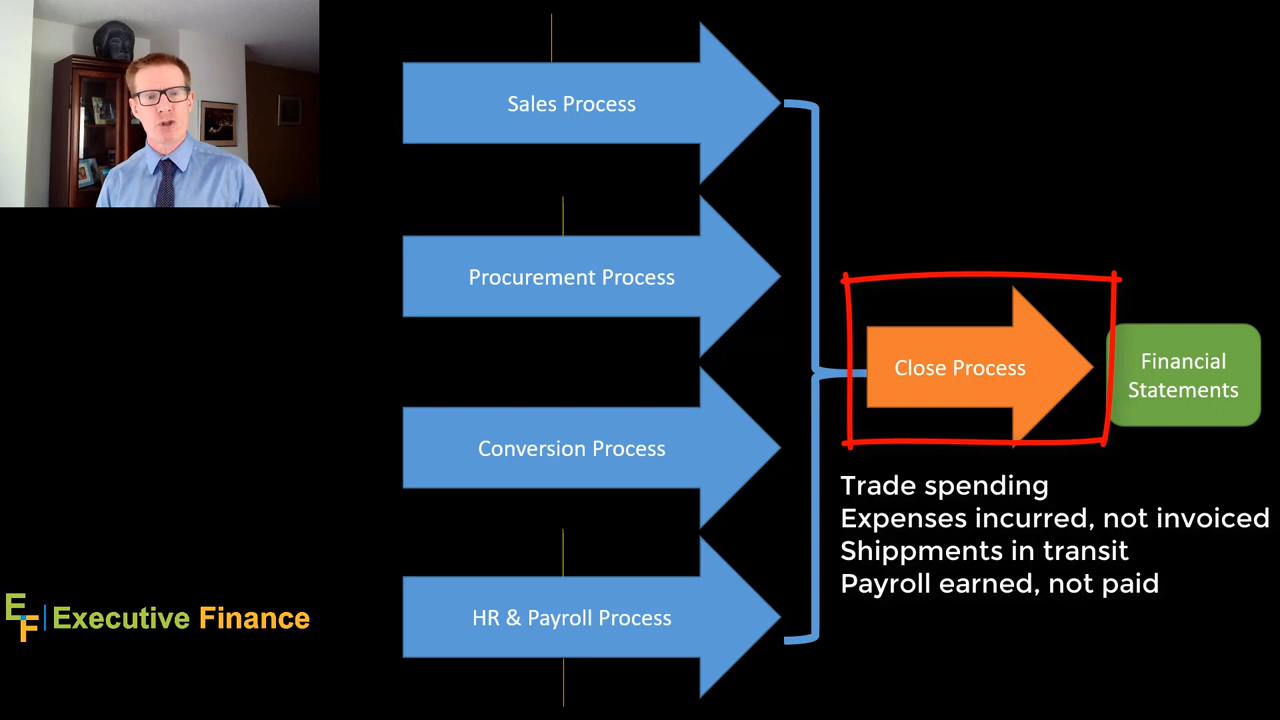 Sales Process
Procurement Process
Conversion Process
HR & Payroll Process
Close Process
Financial
Statements
Trade spending
Expenses incurred, not invoiced
Shippments in transit
Payroll earned, not paid
EF Executive Finance